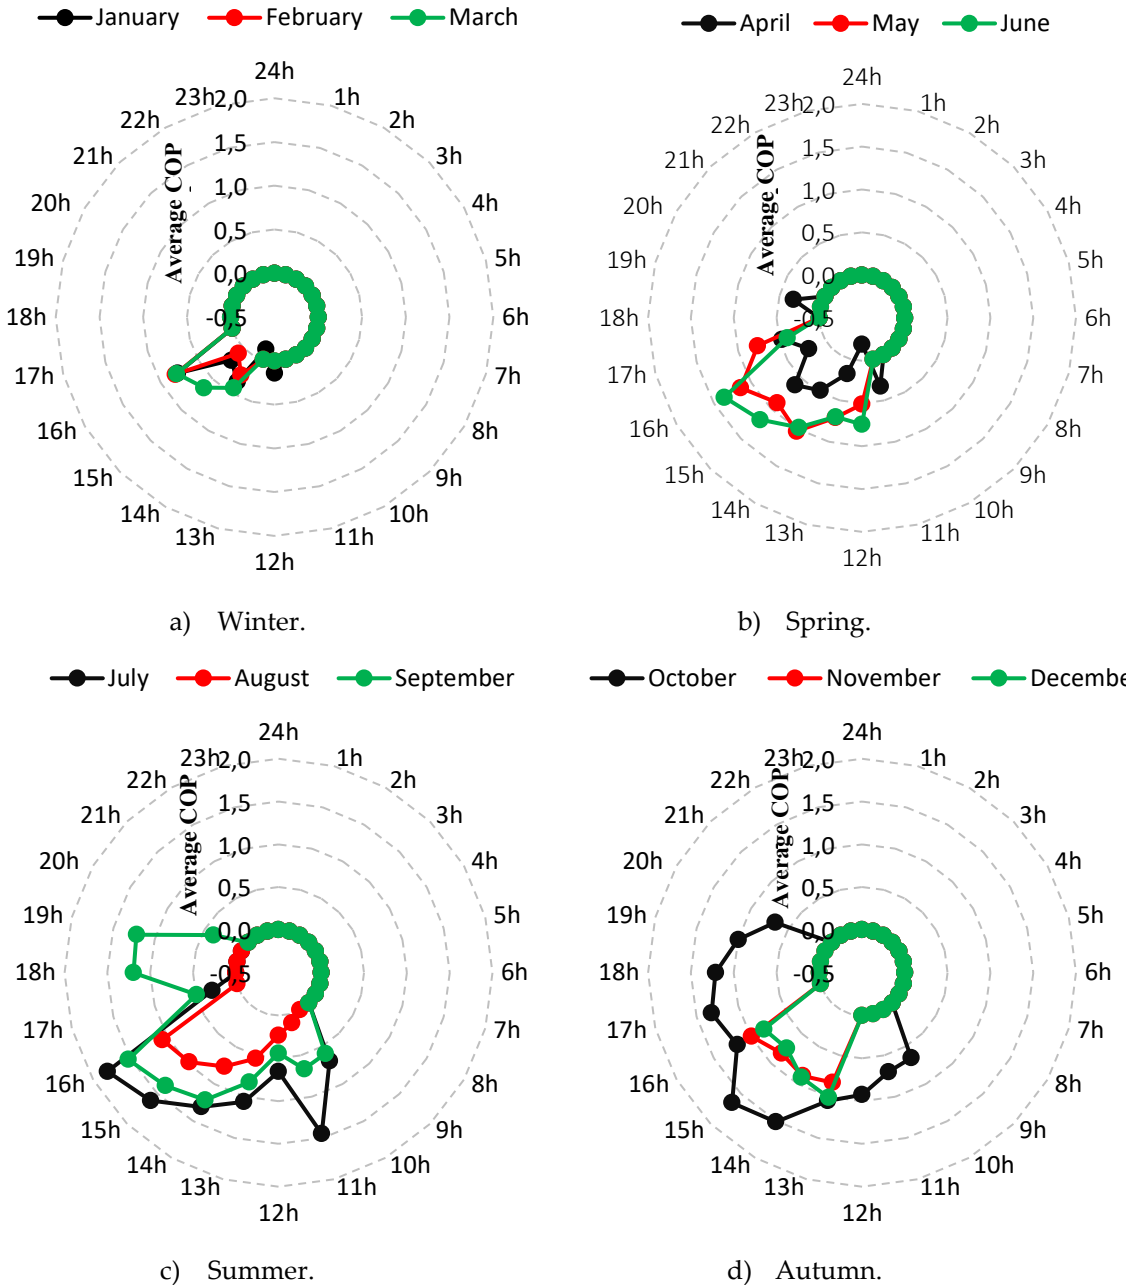 January February March
24h
23h 2,0 1h
22h 2h
21h 1,5 3h
20h 1,0 4h
19h 0,5 5h
Average COP
0,0
18h -0,5 6h
17h 7h
16h 8h
15h 9h
14h 10h
13h 11h
12h
a) Winter.
April May June
24h
23h 2,0 1h
22h 2h
21h 1,5 3h
20h 1,0 4h
19h 0,5 5h
Average COP
0,0
18h -0,5 6h
17h 7h
16h 8h
15h 9h
14h 10h
13h 11h
12h
b) Spring.
July August September
24h
23h 2,0 1h
22h 2h
21h 1,5 3h
20h 1,0 4h
19h 0,5 5h
Average COP
0,0
18h -0,5 6h
17h 7h
16h 8h
15h 9h
14h 10h
13h 11h
12h
c) Summer.
October November Decembe
24h
23h 2,0 1h
22h 2h
21h 1,5 3h
20h 1,0 4h
19h 0,5 5h
Average COP
0,0
18h -0,5 6h
17h 7h
16h 8h
15h 9h
14h 10h
13h 11h
12h
d) Autumn.